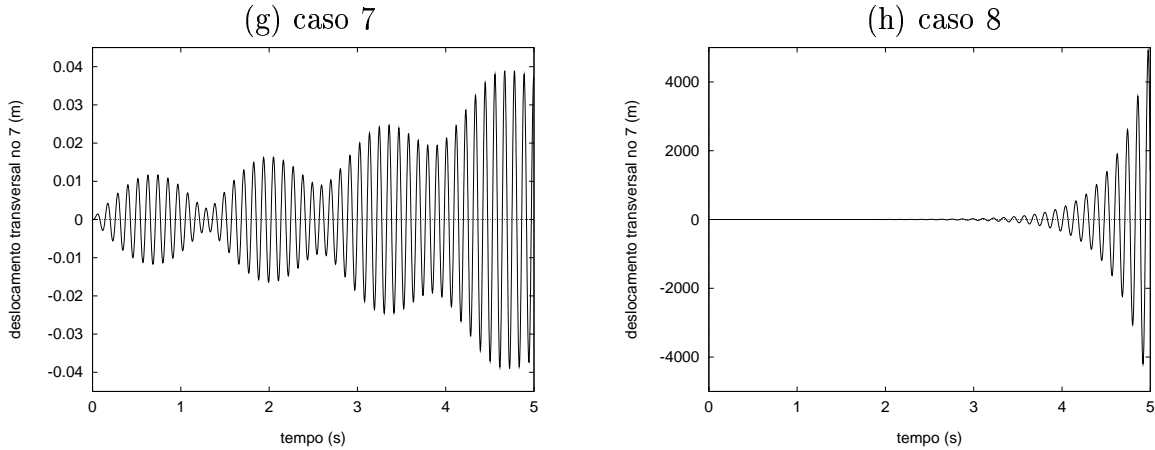 (g) caso 7
0.04
0.03
0.02
0.01
0
-0.01
-0.02
-0.03
-0.04
deslocamento transversal no 7 (m)
0 1 2 3 4 5
tempo (s)
(h) caso 8
4000
2000
0
-2000
-4000
deslocamento transversal no 7 (m)
0 1 2 3 4 5
tempo (s)